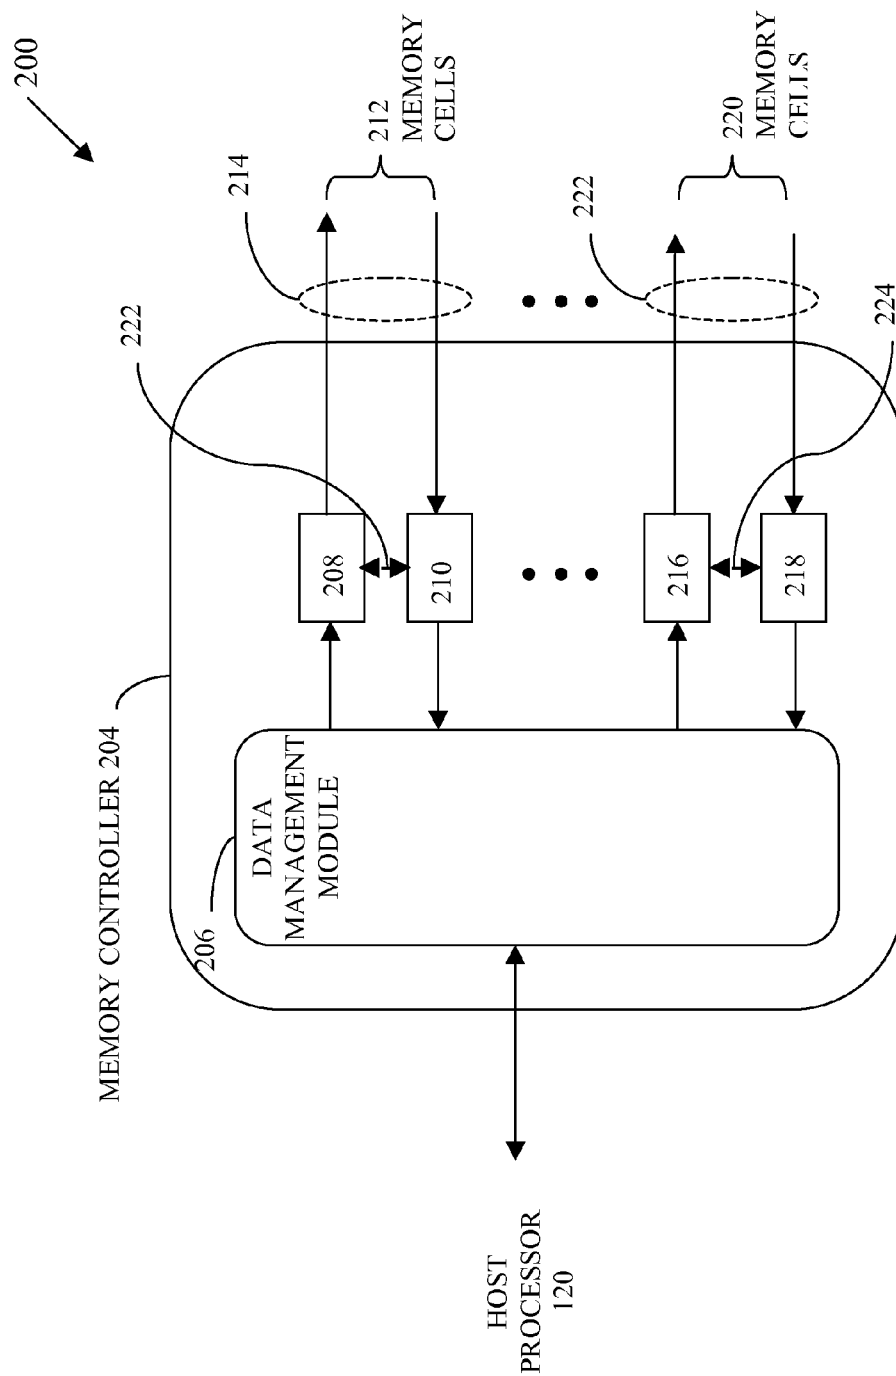 200
214
212
MEMORY
CELLS
222
222
220
MEMORY
CELLS
224
MEMORY CONTROLLER 204
208
210
216
218
206
DATA
MANAGEMENT
MODULE
HOST
PROCESSOR
120